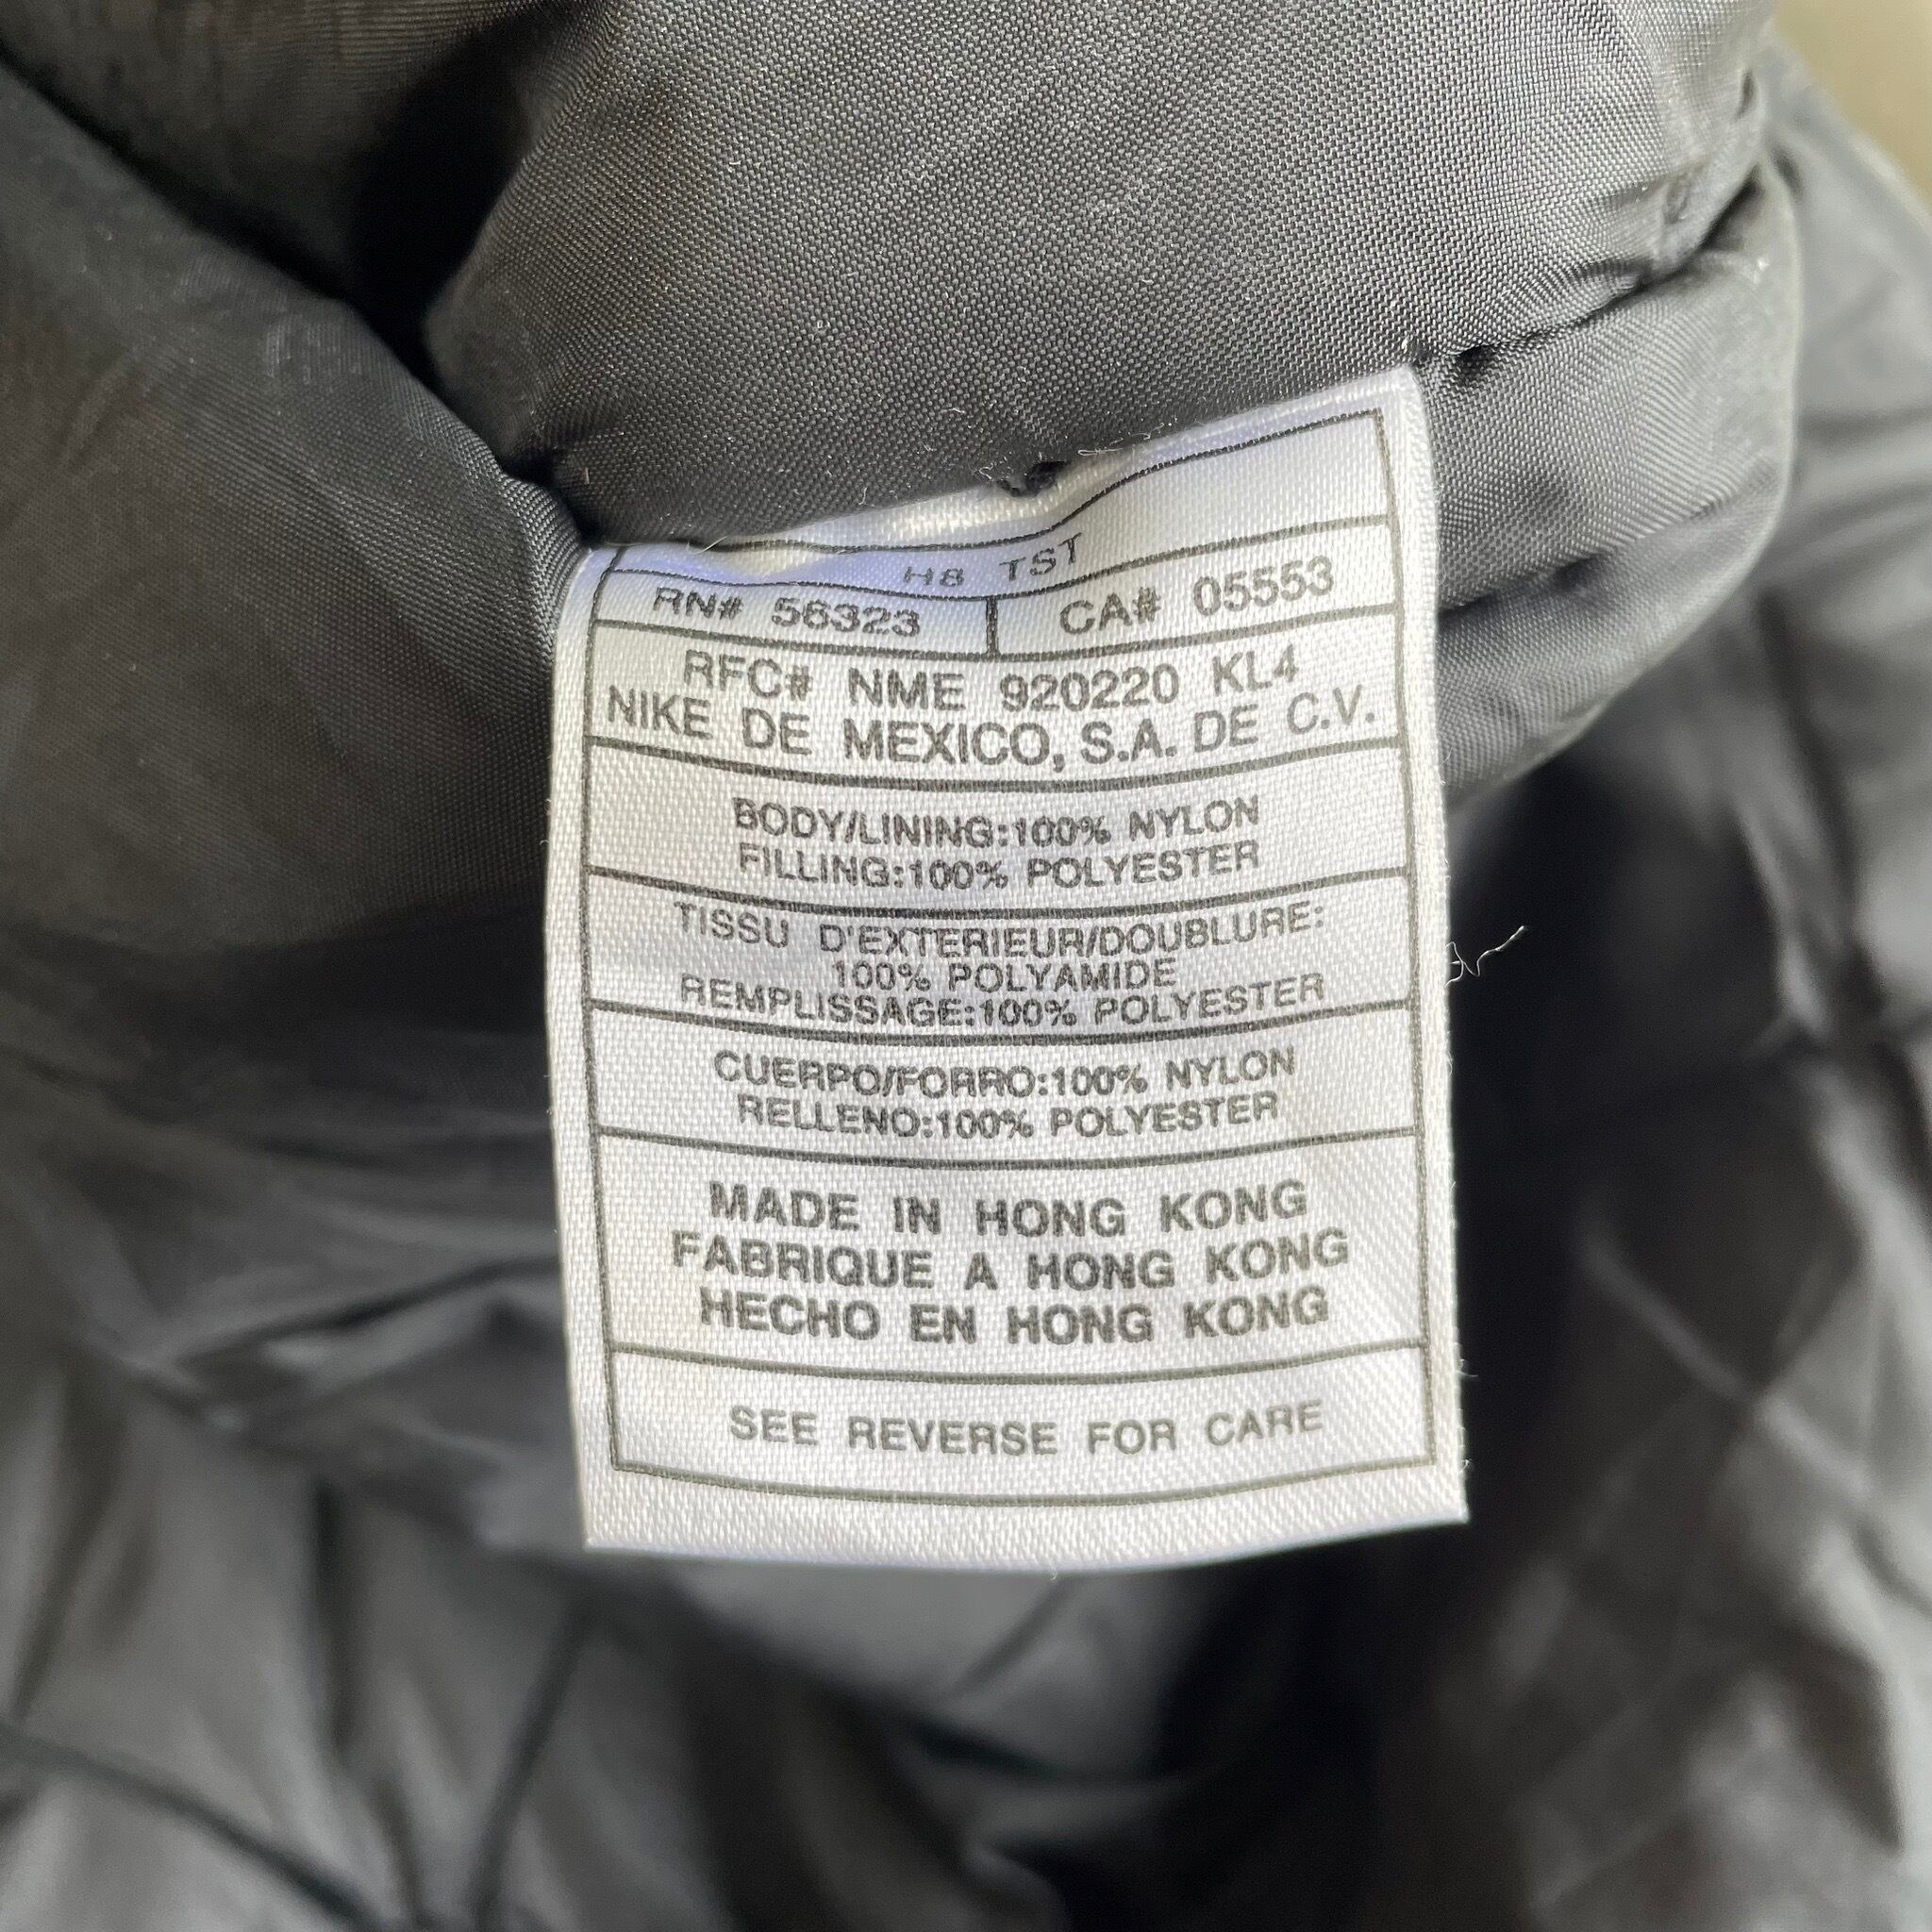 H8 TST
RN# 56323 CA# 05553
RFC# NME 920220 KL4
NIKE DE MEXICO, S.A. DE C.V.
BODY/LINING:100% NYLON
FILLING:100% POLYESTER
TISSU D'EXTERIEUR/DOUBLURE:
100% POLYAMIDE
REMPLISSAGE:100% POLYESTER
CUERPO/FORRO:100% NYLON
RELLENO:100% POLYESTER
MADE IN HONG KONG
FABRIQUE A HONG KONG
HECHO EN HONG KONG
SEE REVERSE FOR CARE